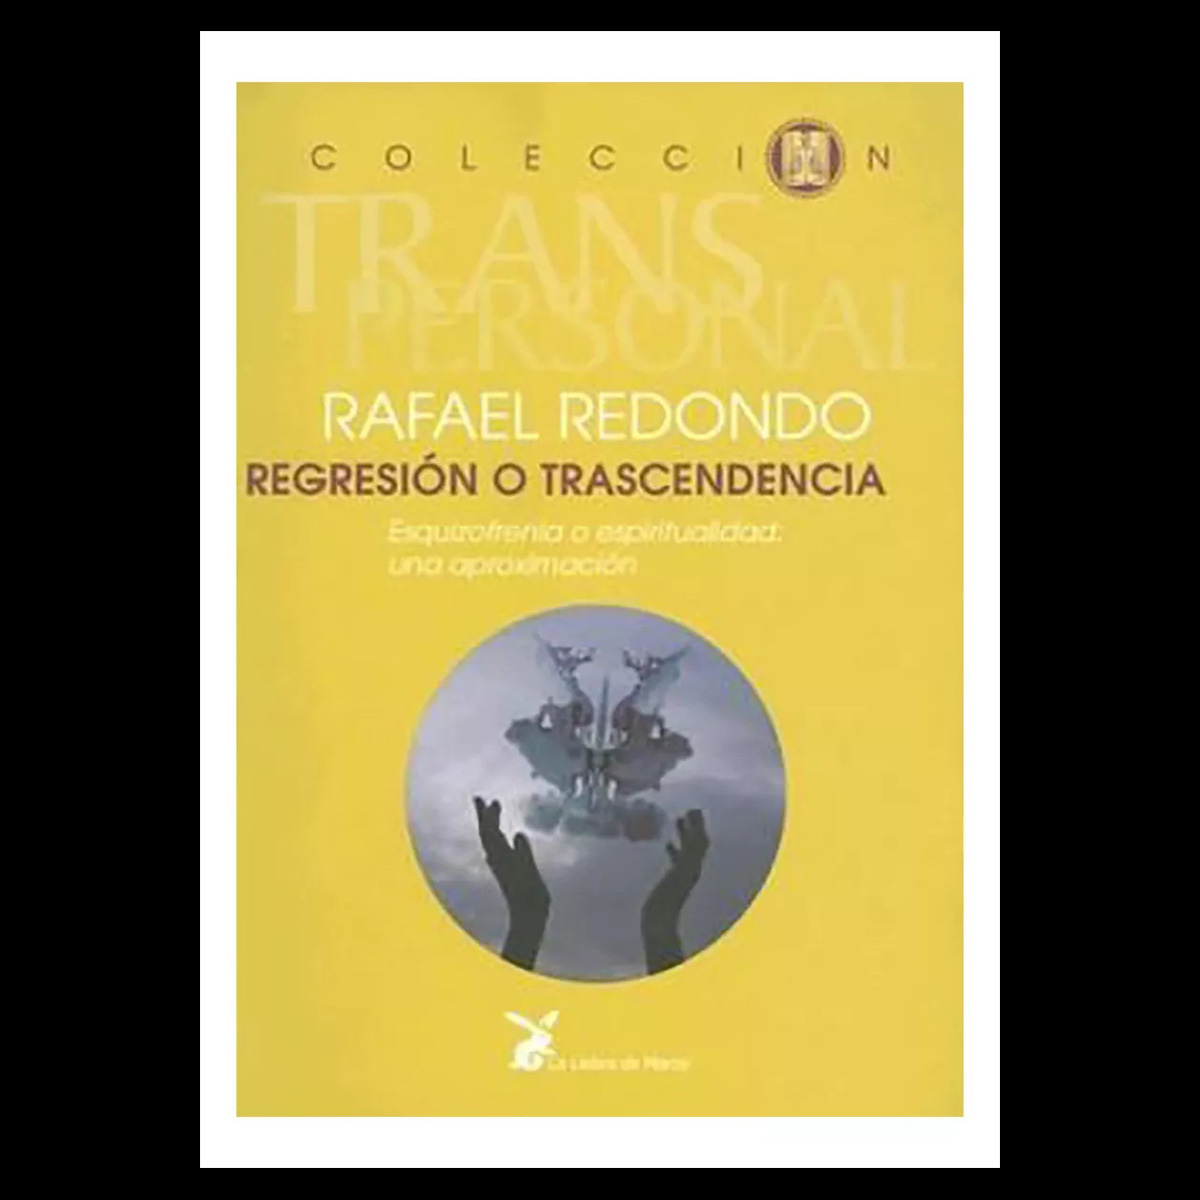 COLECCIÓN
TRANS
PERSONAL
RAFAEL REDONDO
REGRESIÓN O TRASCENDENCIA
Esquizofrenia o espiritualidad:
una aproximación
La Liebre de Marzo